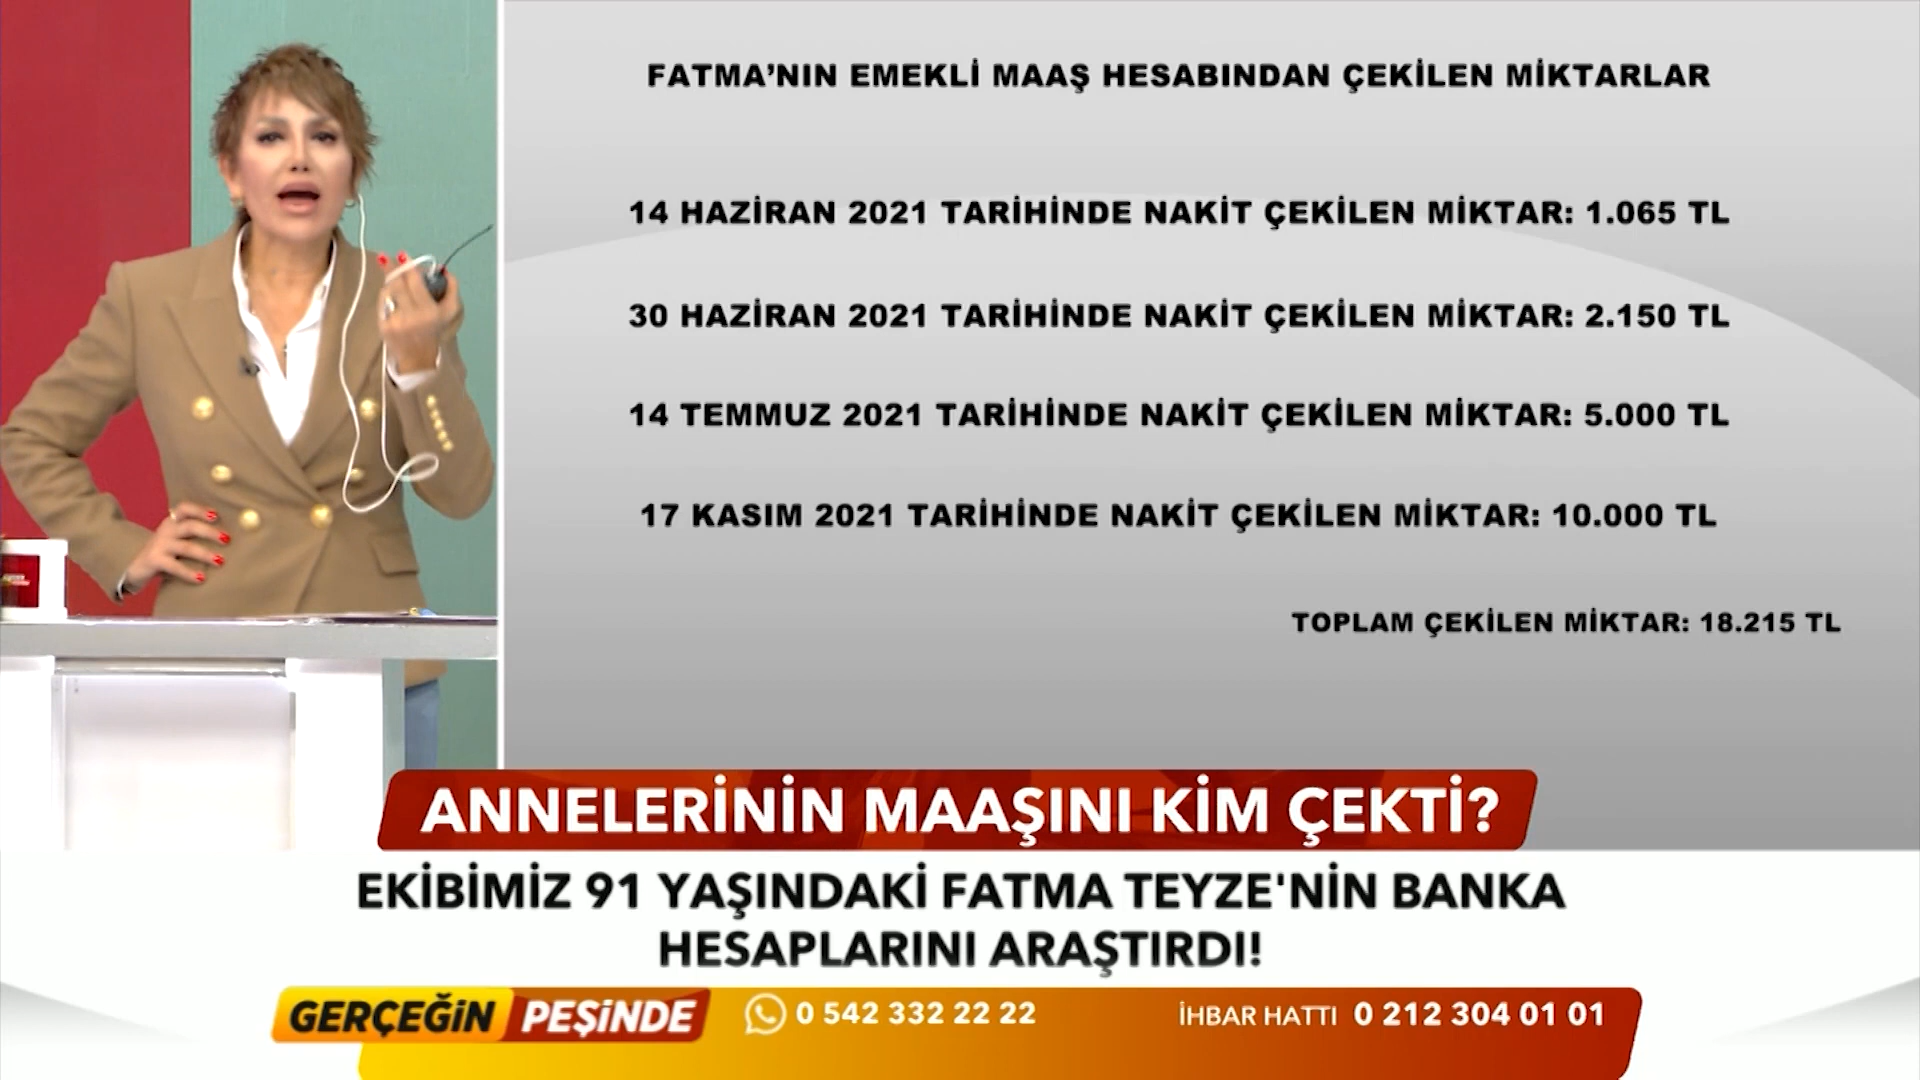 FATMA’NIN EMEKLİ MAAŞ HESABINDAN ÇEKİLEN MİKTARLAR
14 HAZİRAN 2021 TARİHİNDE NAKİT ÇEKİLEN MİKTAR: 1.065 TL
30 HAZİRAN 2021 TARİHİNDE NAKİT ÇEKİLEN MİKTAR: 2.150 TL
14 TEMMUZ 2021 TARİHİNDE NAKİT ÇEKİLEN MİKTAR: 5.000 TL
17 KASIM 2021 TARİHİNDE NAKİT ÇEKİLEN MİKTAR: 10.000 TL
TOPLAM ÇEKİLEN MİKTAR: 18.215 TL
ANNELERİNİN MAAŞINI KİM ÇEKTİ?
EKİBİMİZ 91 YAŞINDAKİ FATMA TEYZE'NİN BANKA
HESAPLARINI ARAŞTIRDI!
GERÇEĞİN PEŞİNDE 0 542 332 22 22 İHBAR HATTI 0 212 304 01 01